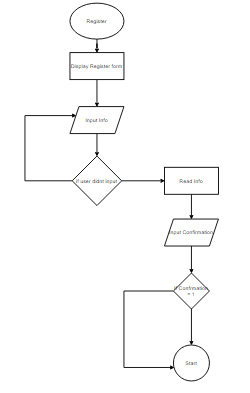 Register
Display Register form
Input Info
If user didnt input
Read Info
Input Confirmation
If Confirmation
= 1
Start